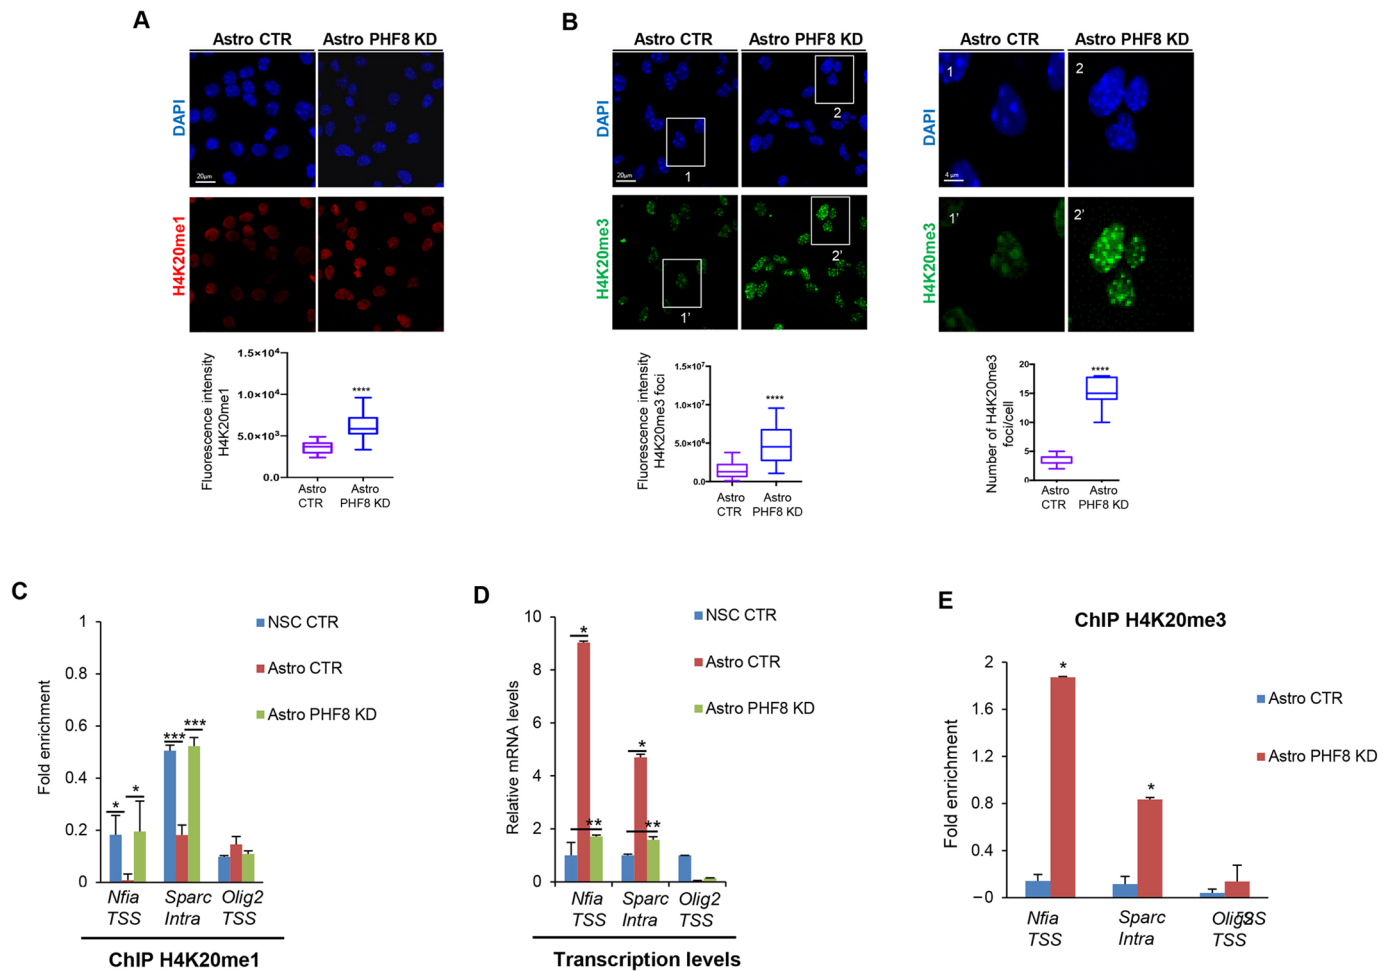 A
Astro CTR
Astro PHF8 KD
DAPI
20μm
H4K20me1
Fluorescence intensity
H4K20me1
1.5×10⁴
1.0×10⁴
5.0×10³
0.0
****
Astro
CTR
Astro
PHF8 KD
B
Astro CTR
Astro PHF8 KD
DAPI
20μm
1
2
H4K20me3
1'
2'
Astro CTR
Astro PHF8 KD
DAPI
1
2
4 μm
H4K20me3
1'
2'
Fluorescence intensity
H4K20me3 foci
1.5×10⁷
1.0×10⁷
5.0×10⁶
0.0
****
Astro
CTR
Astro
PHF8 KD
Number of H4K20me3
foci/cell
20
15
10
5
0
****
Astro
CTR
Astro
PHF8 KD
C
Fold enrichment
1
0.8
0.6
0.4
0.2
0
NSC CTR
Astro CTR
Astro PHF8 KD
*
*
***
***
Nfia
TSS
Sparc
Intra
Olig2
TSS
ChIP H4K20me1
D
Relative mRNA levels
10
8
6
4
2
0
NSC CTR
Astro CTR
Astro PHF8 KD
*
**
*
**
Nfia
TSS
Sparc
Intra
Olig2
TSS
Transcription levels
E
ChIP H4K20me3
Fold enrichment
2
1.6
1.2
0.8
0.4
−0
*
*
Astro CTR
Astro PHF8 KD
Nfia
TSS
Sparc
Intra
Olig2
TSS